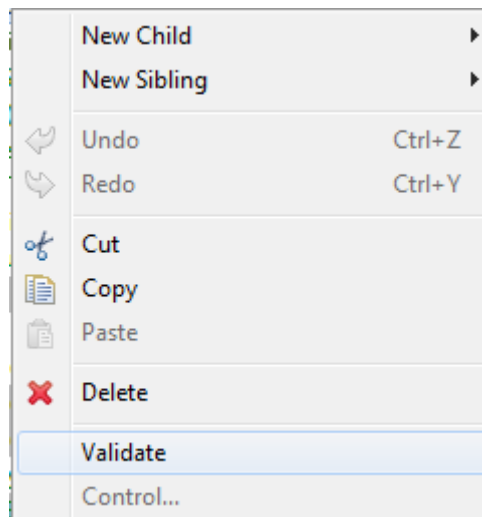 New Child
New Sibling
Undo Ctrl+Z
Redo Ctrl+Y
Cut
Copy
Paste
Delete
Validate
Control...